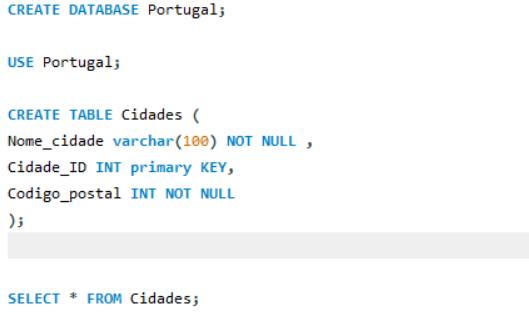 CREATE DATABASE Portugal;
USE Portugal;
CREATE TABLE Cidades (
Nome_cidade varchar(100) NOT NULL ,
Cidade_ID INT primary KEY,
Codigo_postal INT NOT NULL
);
SELECT * FROM Cidades;